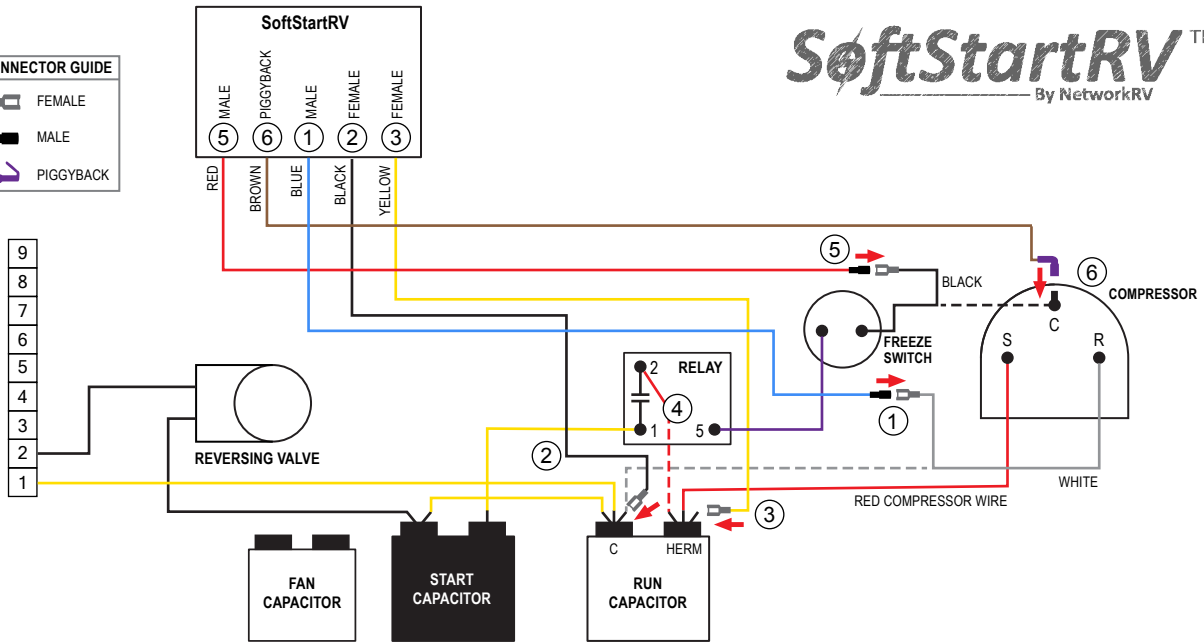 SoftStartRV
SoftStartRV
By NetworkRV
NNECTOR GUIDE
FEMALE
MALE
PIGGYBACK
MALE
PIGGYBACK
MALE
FEMALE
FEMALE
5
6
1
2
3
RED
BROWN
BLUE
BLACK
YELLOW
5
BLACK
6
COMPRESSOR
C
S
R
FREEZE
SWITCH
9
8
7
6
5
4
3
2
1
REVERSING VALVE
2
RELAY
4
1
5
1
2
WHITE
RED COMPRESSOR WIRE
3
C
HERM
FAN
CAPACITOR
START
CAPACITOR
RUN
CAPACITOR